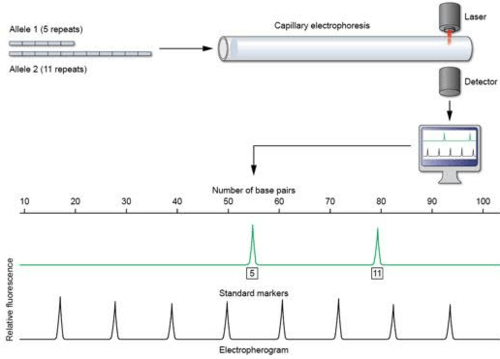 Laser
Allele 1 (5 repeats)
Capillary electrophoresis
Allele 2 (11 repeats)
Detector
Number of base pairs
10 20 30 40 50 60 70 80 90 100
5 11
Relative fluorescence
Standard markers
Electropherogram